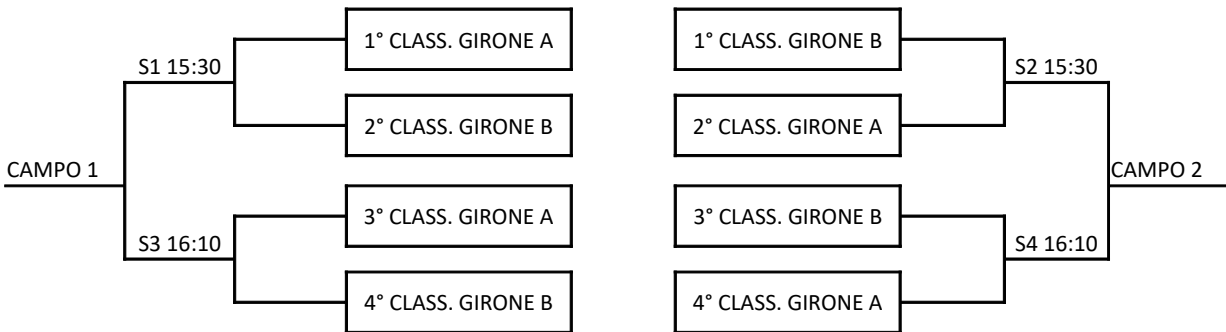 1° CLASS. GIRONE A
1° CLASS. GIRONE B
S1 15:30
S2 15:30
2° CLASS. GIRONE B
2° CLASS. GIRONE A
CAMPO 1
CAMPO 2
3° CLASS. GIRONE A
3° CLASS. GIRONE B
S3 16:10
S4 16:10
4° CLASS. GIRONE B
4° CLASS. GIRONE A